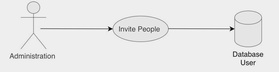 Invite People
Administration
Database
User